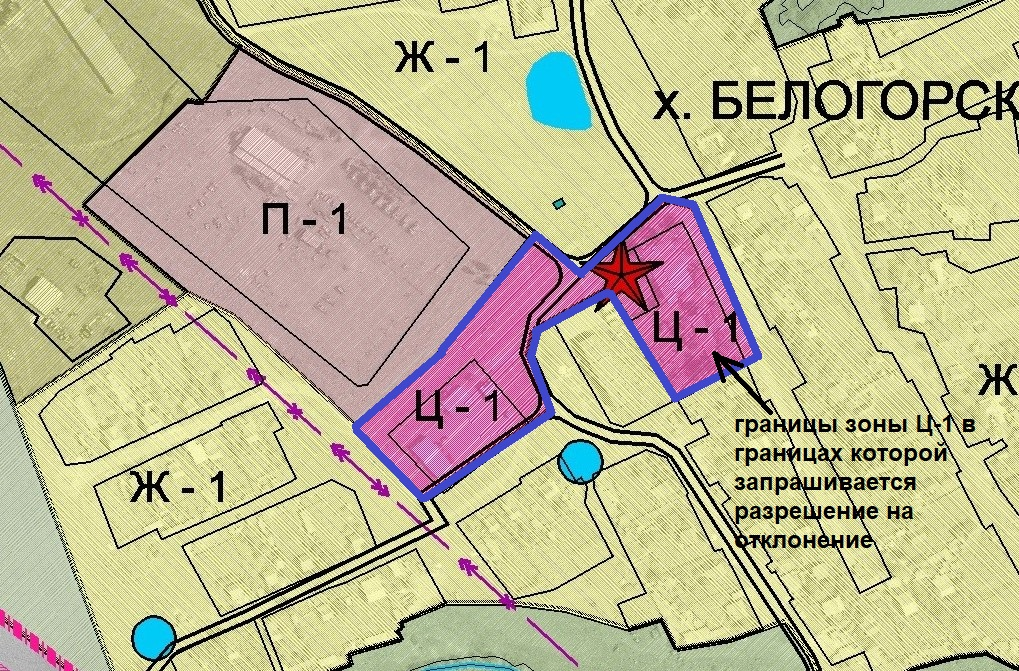 Ж - 1
х. БЕЛОГОРСК
П - 1
Ц - 1
Ж
Ц - 1
границы зоны Ц-1 в
границах которой
запрашивается
разрешение на
отклонение
Ж - 1